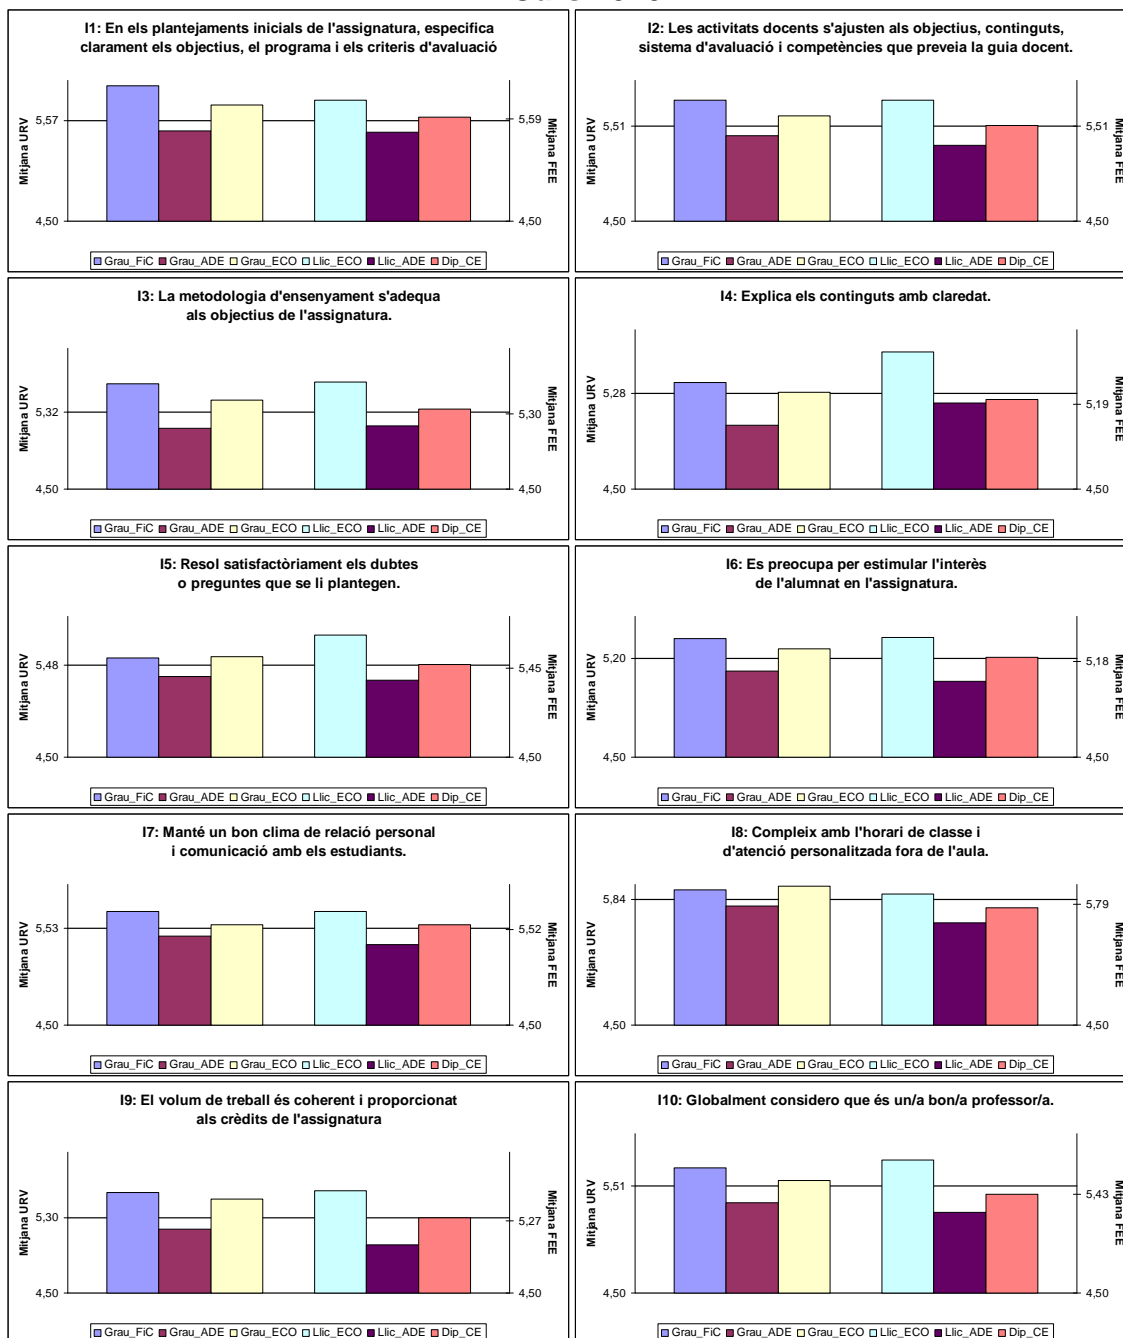 I1: En els plantejaments inicials de l'assignatura, especifica
clarament els objectius, el programa i els criteris d'avaluació
Mitjana URV
5,57
4,50
5,59
4,50
Mitjana FEE
Grau_FiC Grau_ADE Grau_ECO Llic_ECO Llic_ADE Dip_CE
I2: Les activitats docents s'ajusten als objectius, continguts,
sistema d'avaluació i competències que preveia la guia docent.
Mitjana URV
5,51
4,50
5,51
4,50
Mitjana FEE
Grau_FiC Grau_ADE Grau_ECO Llic_ECO Llic_ADE Dip_CE
I3: La metodologia d'ensenyament s'adequa
als objectius de l'assignatura.
Mitjana URV
5,32
4,50
5,30
4,50
Mitjana FEE
Grau_FiC Grau_ADE Grau_ECO Llic_ECO Llic_ADE Dip_CE
I4: Explica els continguts amb claredat.
Mitjana URV
5,28
4,50
5,19
4,50
Mitjana FEE
Grau_FiC Grau_ADE Grau_ECO Llic_ECO Llic_ADE Dip_CE
I5: Resol satisfactòriament els dubtes
o preguntes que se li plantegen.
Mitjana URV
5,48
4,50
5,45
4,50
Mitjana FEE
Grau_FiC Grau_ADE Grau_ECO Llic_ECO Llic_ADE Dip_CE
I6: Es preocupa per estimular l'interès
de l'alumnat en l'assignatura.
Mitjana URV
5,20
4,50
5,18
4,50
Mitjana FEE
Grau_FiC Grau_ADE Grau_ECO Llic_ECO Llic_ADE Dip_CE
I7: Manté un bon clima de relació personal
i comunicació amb els estudiants.
Mitjana URV
5,53
4,50
5,52
4,50
Mitjana FEE
Grau_FiC Grau_ADE Grau_ECO Llic_ECO Llic_ADE Dip_CE
I8: Compleix amb l'horari de classe i
d'atenció personalitzada fora de l'aula.
Mitjana URV
5,84
4,50
5,79
4,50
Mitjana FEE
Grau_FiC Grau_ADE Grau_ECO Llic_ECO Llic_ADE Dip_CE
I9: El volum de treball és coherent i proporcionat
als crèdits de l'assignatura
Mitjana URV
5,30
4,50
5,27
4,50
Mitjana FEE
Grau_FiC Grau_ADE Grau_ECO Llic_ECO Llic_ADE Dip_CE
I10: Globalment considero que és un/a bon/a professor/a.
Mitjana URV
5,51
4,50
5,43
4,50
Mitjana FEE
Grau_FiC Grau_ADE Grau_ECO Llic_ECO Llic_ADE Dip_CE